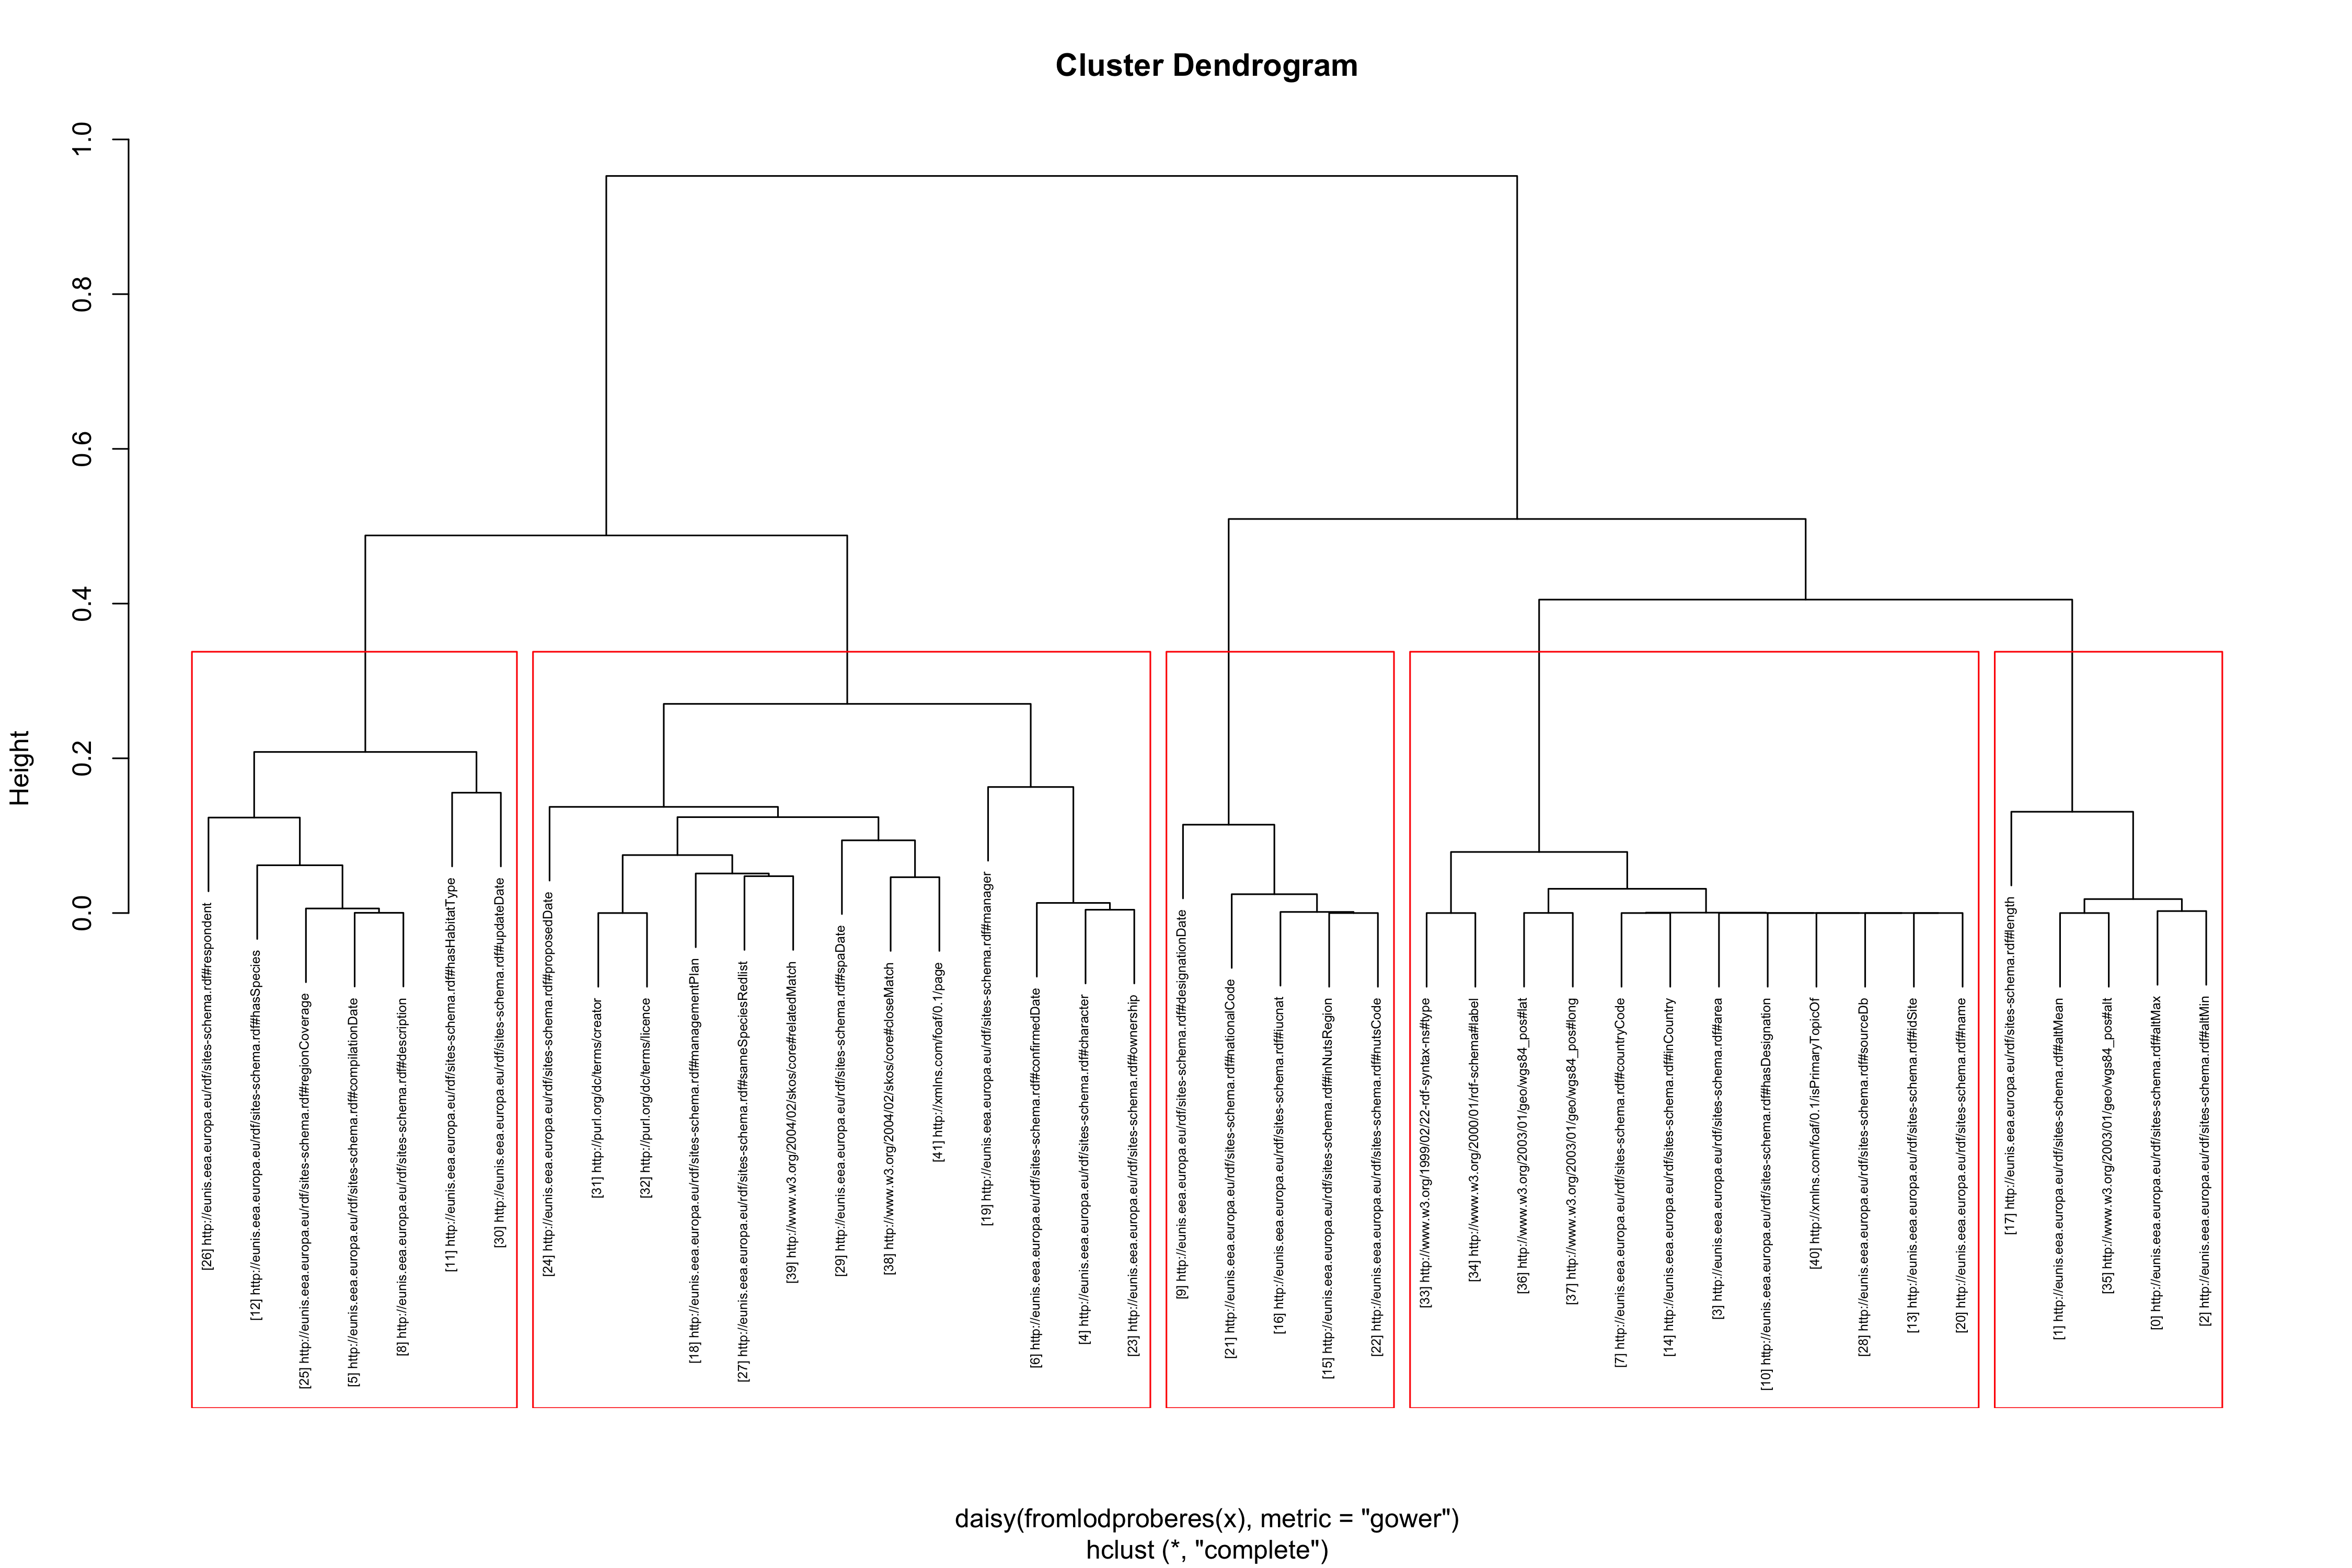 Cluster Dendrogram
Height
1.0
0.8
0.6
0.4
0.2
0.0
[26] http://eunis.eea.europa.eu/rdf/sites-schema.rdf#respondent
[12] http://eunis.eea.europa.eu/rdf/sites-schema.rdf#hasSpecies
[25] http://eunis.eea.europa.eu/rdf/sites-schema.rdf#regionCoverage
[5] http://eunis.eea.europa.eu/rdf/sites-schema.rdf#compilationDate
[8] http://eunis.eea.europa.eu/rdf/sites-schema.rdf#description
[11] http://eunis.eea.europa.eu/rdf/sites-schema.rdf#hasHabitatType
[30] http://eunis.eea.europa.eu/rdf/sites-schema.rdf#updateDate
[24] http://eunis.eea.europa.eu/rdf/sites-schema.rdf#proposedDate
[31] http://purl.org/dc/terms/creator
[32] http://purl.org/dc/terms/licence
[18] http://eunis.eea.europa.eu/rdf/sites-schema.rdf#managementPlan
[27] http://eunis.eea.europa.eu/rdf/sites-schema.rdf#sameSpeciesRedlist
[39] http://www.w3.org/2004/02/skos/core#relatedMatch
[29] http://eunis.eea.europa.eu/rdf/sites-schema.rdf#spaDate
[38] http://www.w3.org/2004/02/skos/core#closeMatch
[41] http://xmlns.com/foaf/0.1/page
[19] http://eunis.eea.europa.eu/rdf/sites-schema.rdf#manager
[6] http://eunis.eea.europa.eu/rdf/sites-schema.rdf#confirmedDate
[4] http://eunis.eea.europa.eu/rdf/sites-schema.rdf#character
[23] http://eunis.eea.europa.eu/rdf/sites-schema.rdf#ownership
[9] http://eunis.eea.europa.eu/rdf/sites-schema.rdf#designationDate
[21] http://eunis.eea.europa.eu/rdf/sites-schema.rdf#nationalCode
[16] http://eunis.eea.europa.eu/rdf/sites-schema.rdf#iucnat
[15] http://eunis.eea.europa.eu/rdf/sites-schema.rdf#inNutsRegion
[22] http://eunis.eea.europa.eu/rdf/sites-schema.rdf#nutsCode
[33] http://www.w3.org/1999/02/22-rdf-syntax-ns#type
[34] http://www.w3.org/2000/01/rdf-schema#label
[36] http://www.w3.org/2003/01/geo/wgs84_pos#lat
[37] http://www.w3.org/2003/01/geo/wgs84_pos#long
[7] http://eunis.eea.europa.eu/rdf/sites-schema.rdf#countryCode
[14] http://eunis.eea.europa.eu/rdf/sites-schema.rdf#inCountry
[3] http://eunis.eea.europa.eu/rdf/sites-schema.rdf#area
[10] http://eunis.eea.europa.eu/rdf/sites-schema.rdf#hasDesignation
[40] http://xmlns.com/foaf/0.1/isPrimaryTopicOf
[28] http://eunis.eea.europa.eu/rdf/sites-schema.rdf#sourceDb
[13] http://eunis.eea.europa.eu/rdf/sites-schema.rdf#idSite
[20] http://eunis.eea.europa.eu/rdf/sites-schema.rdf#name
[17] http://eunis.eea.europa.eu/rdf/sites-schema.rdf#length
[1] http://eunis.eea.europa.eu/rdf/sites-schema.rdf#altMean
[35] http://www.w3.org/2003/01/geo/wgs84_pos#alt
[0] http://eunis.eea.europa.eu/rdf/sites-schema.rdf#altMax
[2] http://eunis.eea.europa.eu/rdf/sites-schema.rdf#altMin
daisy(fromlodproberes(x), metric = "gower")
hclust (*, "complete")